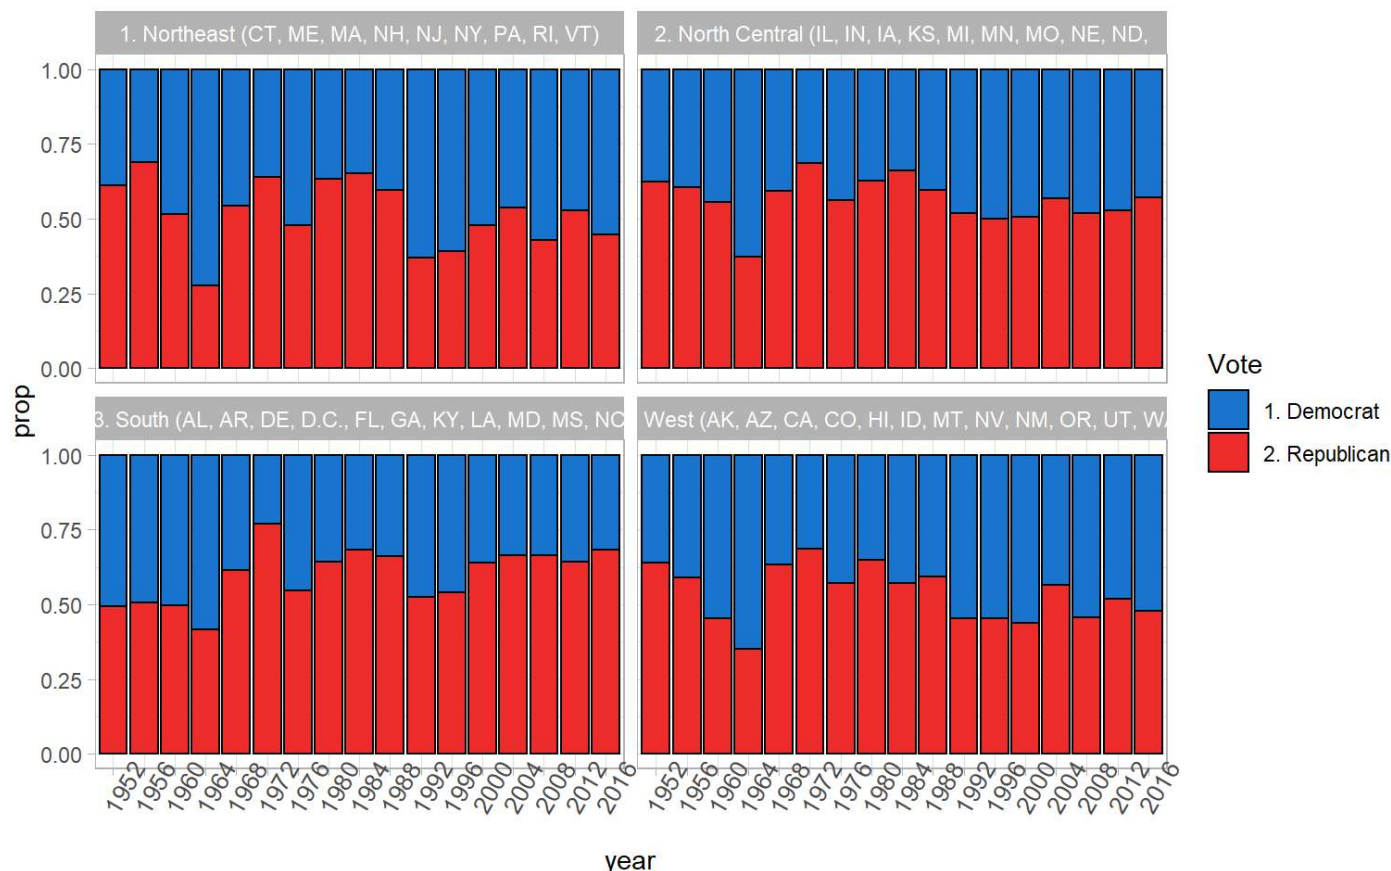 1. Northeast (CT, ME, MA, NH, NJ, NY, PA, RI, VT)
2. North Central (IL, IN, IA, KS, MI, MN, MO, NE, ND,
1.00
0.75
0.50
0.25
0.00
3. South (AL, AR, DE, D.C., FL, GA, KY, LA, MD, MS, NC
West (AK, AZ, CA, CO, HI, ID, MT, NV, NM, OR, UT, WA
1.00
0.75
0.50
0.25
0.00
prop
1952 1956 1960 1964 1968 1972 1976 1980 1984 1988 1992 1996 2000 2004 2008 2012 2016
1952 1956 1960 1964 1968 1972 1976 1980 1984 1988 1992 1996 2000 2004 2008 2012 2016
year
Vote
1. Democrat
2. Republican